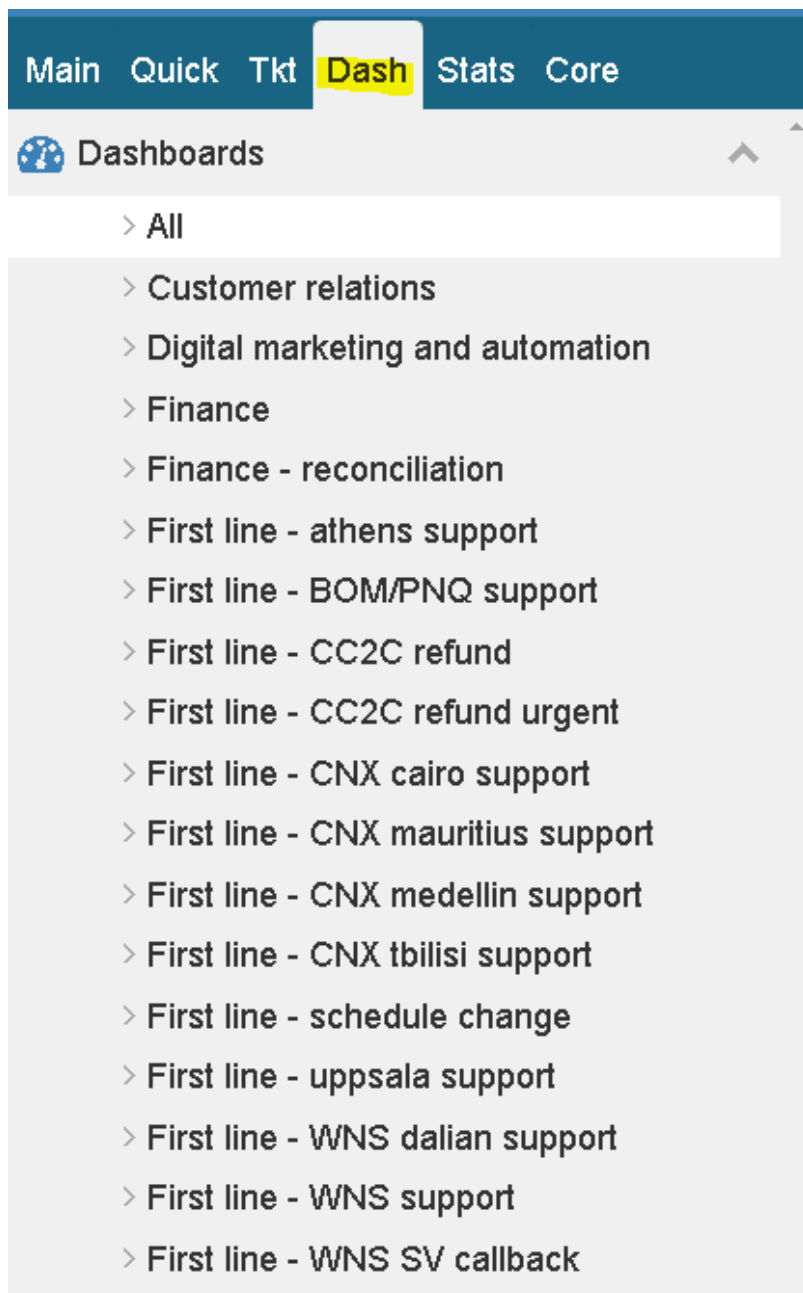 Main Quick Tkt Dash Stats Core
Dashboards
All
Customer relations
Digital marketing and automation
Finance
Finance - reconciliation
First line - athens support
First line - BOM/PNQ support
First line - CC2C refund
First line - CC2C refund urgent
First line - CNX cairo support
First line - CNX mauritius support
First line - CNX medellin support
First line - CNX tbilisi support
First line - schedule change
First line - uppsala support
First line - WNS dalian support
First line - WNS support
First line - WNS SV callback